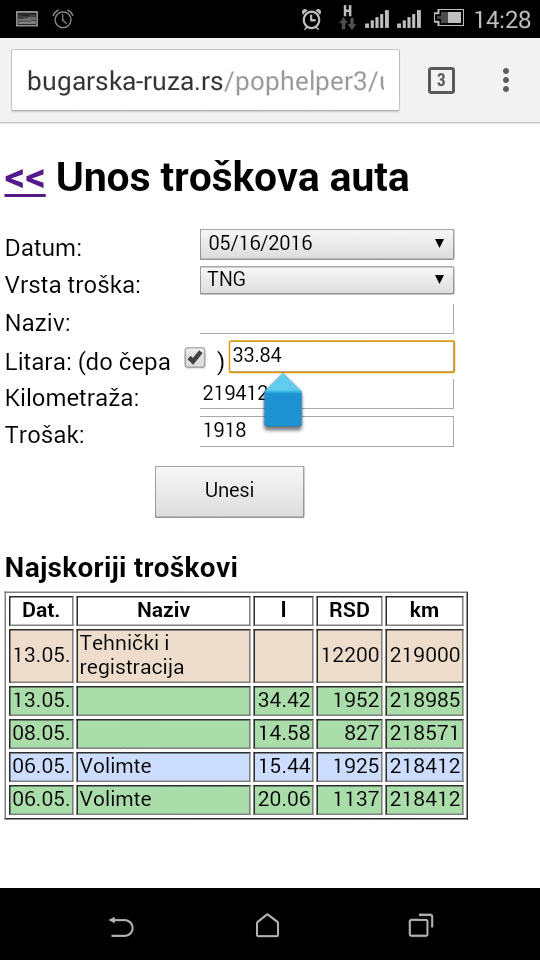 H 14:28
bugarska-ruza.rs/pophelper3/u
3
<< Unos troškova auta
Datum: 05/16/2016
Vrsta troška: TNG
Naziv:
Litara: (do čepa ) 33.84
Kilometraža: 219412
Trošak: 1918
Unesi
Najskoriji troškovi
Dat. Naziv l RSD km
13.05. Tehnički i registracija 12200 219000
13.05. 34.42 1952 218985
08.05. 14.58 827 218571
06.05. Volimte 15.44 1925 218412
06.05. Volimte 20.06 1137 218412